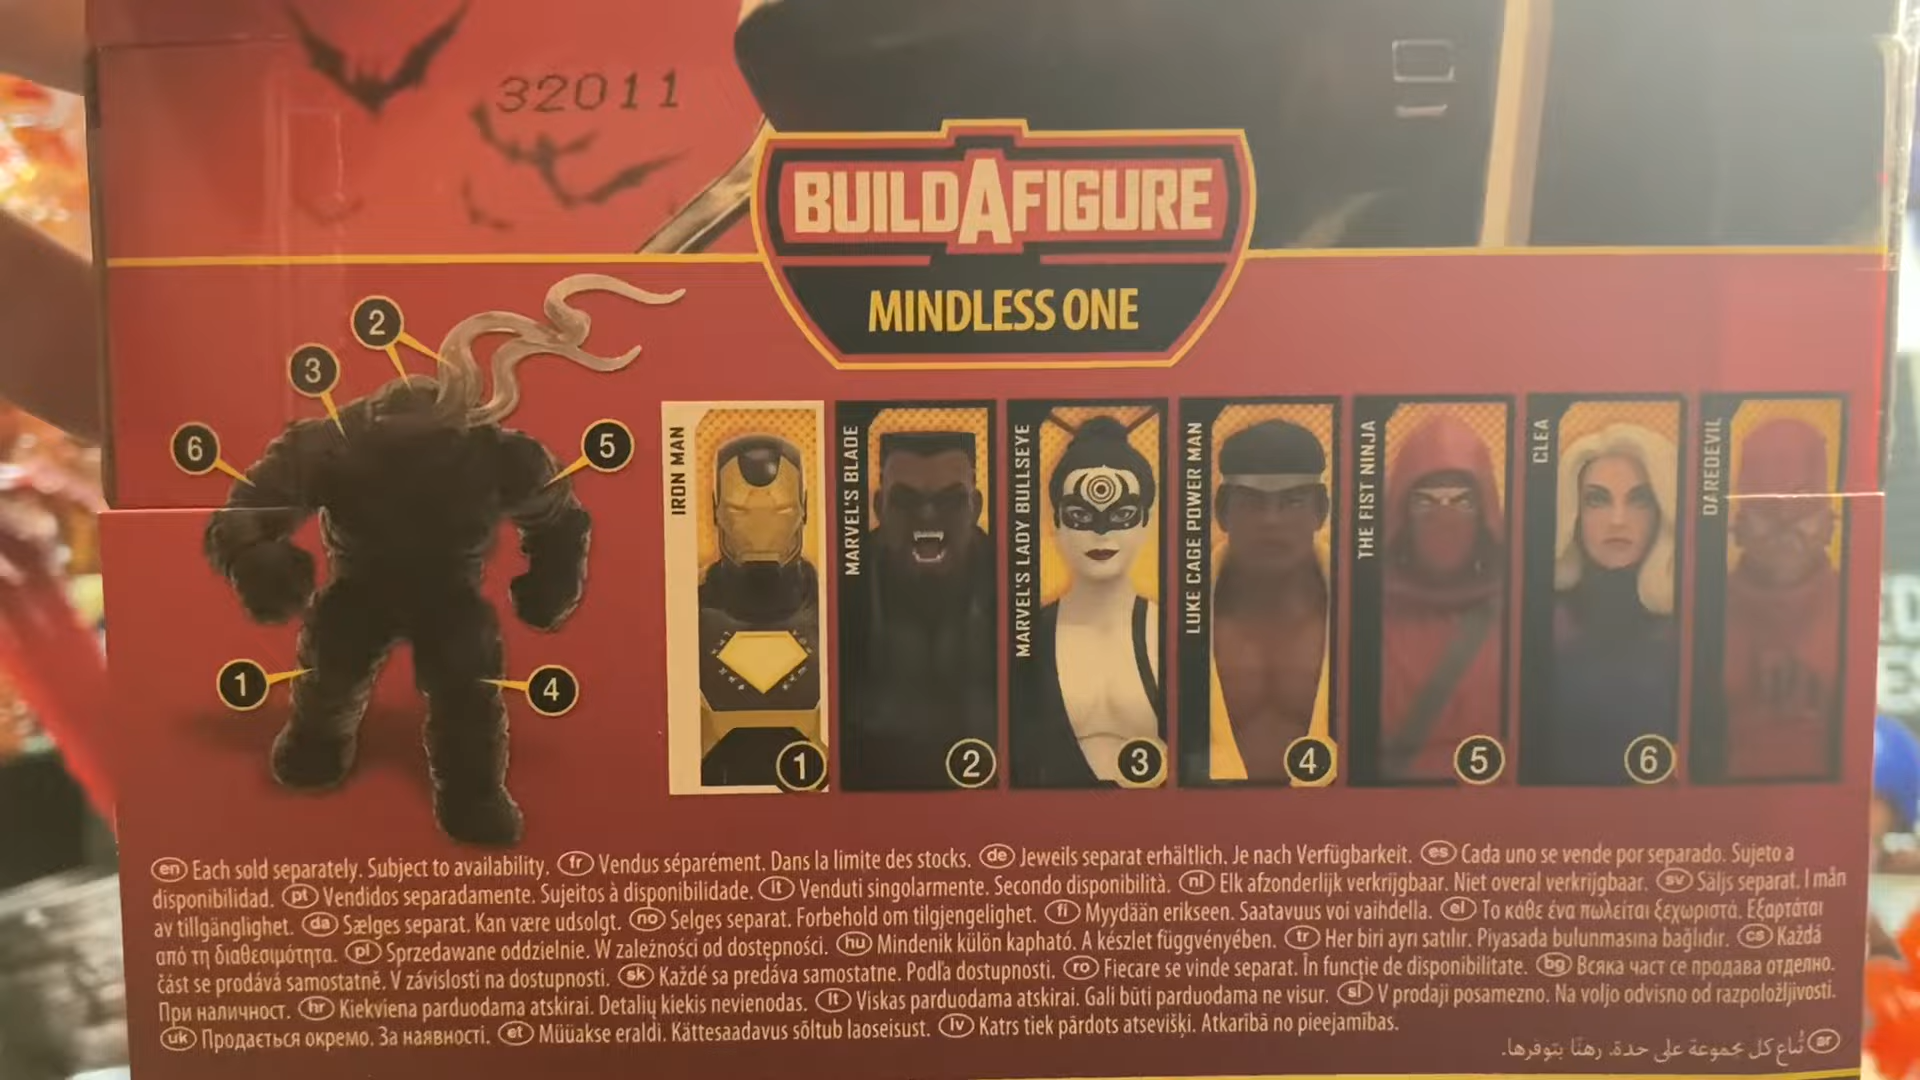 32011
BUILDAFIGURE
MINDLESS ONE
2
3
6
5
1
4
IRON MAN
1
MARVEL'S BLADE
2
MARVEL'S LADY BULLSEYE
3
LUKE CAGE POWER MAN
4
THE FIST NINJA
5
CLEA
6
DAREDEVIL
en Each sold separately. Subject to availability. fr Vendus séparément. Dans la limite des stocks. de Jeweils separat erhältlich. Je nach Verfügbarkeit. es Cada uno se vende por separado. Sujeto a
disponibilidad. pt Vendidos separadamente. Sujeitos à disponibilidade. it Venduti singolarmente. Secondo disponibilità. nl Elk afzonderlijk verkrijgbaar. Niet overal verkrijgbaar. sv Säljs separat. I mån
av tillgänglighet. da Sælges separat. Kan være udsolgt. no Selges separat. Forbehold om tilgjengelighet. fi Myydään erikseen. Saatavuus voi vaihdella. el Το κάθε ένα πωλείται ξεχωριστά. Εξαρτάται
από τη διαθεσιμότητα. pl Sprzedawane oddzielnie. W zależności od dostępności. hu Mindenik külön kapható. A készlet függvényében. tr Her biri ayrı satılır. Piyasada bulunmasına bağlıdır. cs Každá
část se prodává samostatně. V závislosti na dostupnosti. sk Každé sa predáva samostatne. Podľa dostupnosti. ro Fiecare se vinde separat. În funcție de disponibilitate. bg Всяка част се продава отделно.
При наличност. hr Kiekviena parduodama atskirai. Detalių kiekis nevienodas. lt Viskas parduodama atskirai. Gali būti parduodama ne visur. sl V prodaji posamezno. Na voljo odvisno od razpoložljivosti.
uk Продається окремо. За наявності. et Müüakse eraldi. Kättesaadavus sõltub laoseisust. lv Katrs tiek pārdots atsevišķi. Atkarībā no pieejamības.
ar تُباع كل مجموعة على حدة. رهنًا بتوفرها.